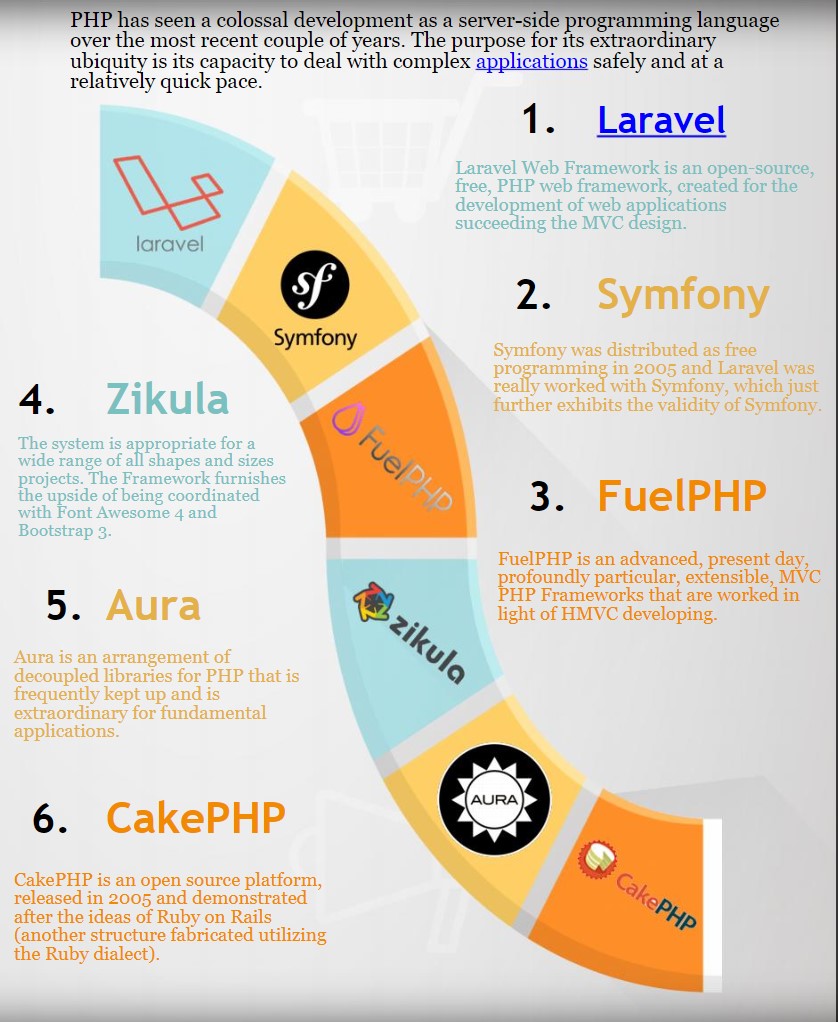 PHP has seen a colossal development as a server-side programming language
over the most recent couple of years. The purpose for its extraordinary
ubiquity is its capacity to deal with complex applications safely and at a
relatively quick pace.
1. Laravel
Laravel Web Framework is an open-source,
free, PHP web framework, created for the
development of web applications
succeeding the MVC design.
laravel
2. Symfony
Symfony was distributed as free
programming in 2005 and Laravel was
really worked with Symfony, which just
further exhibits the validity of Symfony.
sf
Symfony
3. FuelPHP
FuelPHP is an advanced, present day,
profoundly particular, extensible, MVC
PHP Frameworks that are worked in
light of HMVC developing.
FuelPHP
4. Zikula
The system is appropriate for a
wide range of all shapes and sizes
projects. The Framework furnishes
the upside of being coordinated
with Font Awesome 4 and
Bootstrap 3.
zikula
5. Aura
Aura is an arrangement of
decoupled libraries for PHP that is
frequently kept up and is
extraordinary for fundamental
applications.
AURA
6. CakePHP
CakePHP is an open source platform,
released in 2005 and demonstrated
after the ideas of Ruby on Rails
(another structure fabricated utilizing
the Ruby dialect).
CakePHP